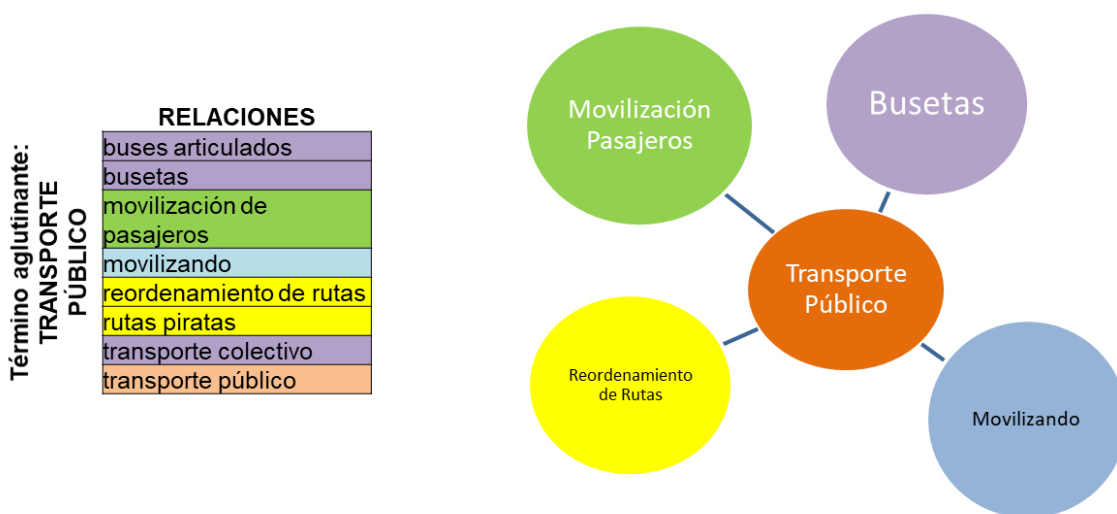 Término aglutinante:
TRANSPORTE
PÚBLICO
RELACIONES
buses articulados
busetas
movilización de
pasajeros
movilizando
reordenamiento de rutas
rutas piratas
transporte colectivo
transporte público
Movilización
Pasajeros
Busetas
Transporte
Público
Reordenamiento
de Rutas
Movilizando